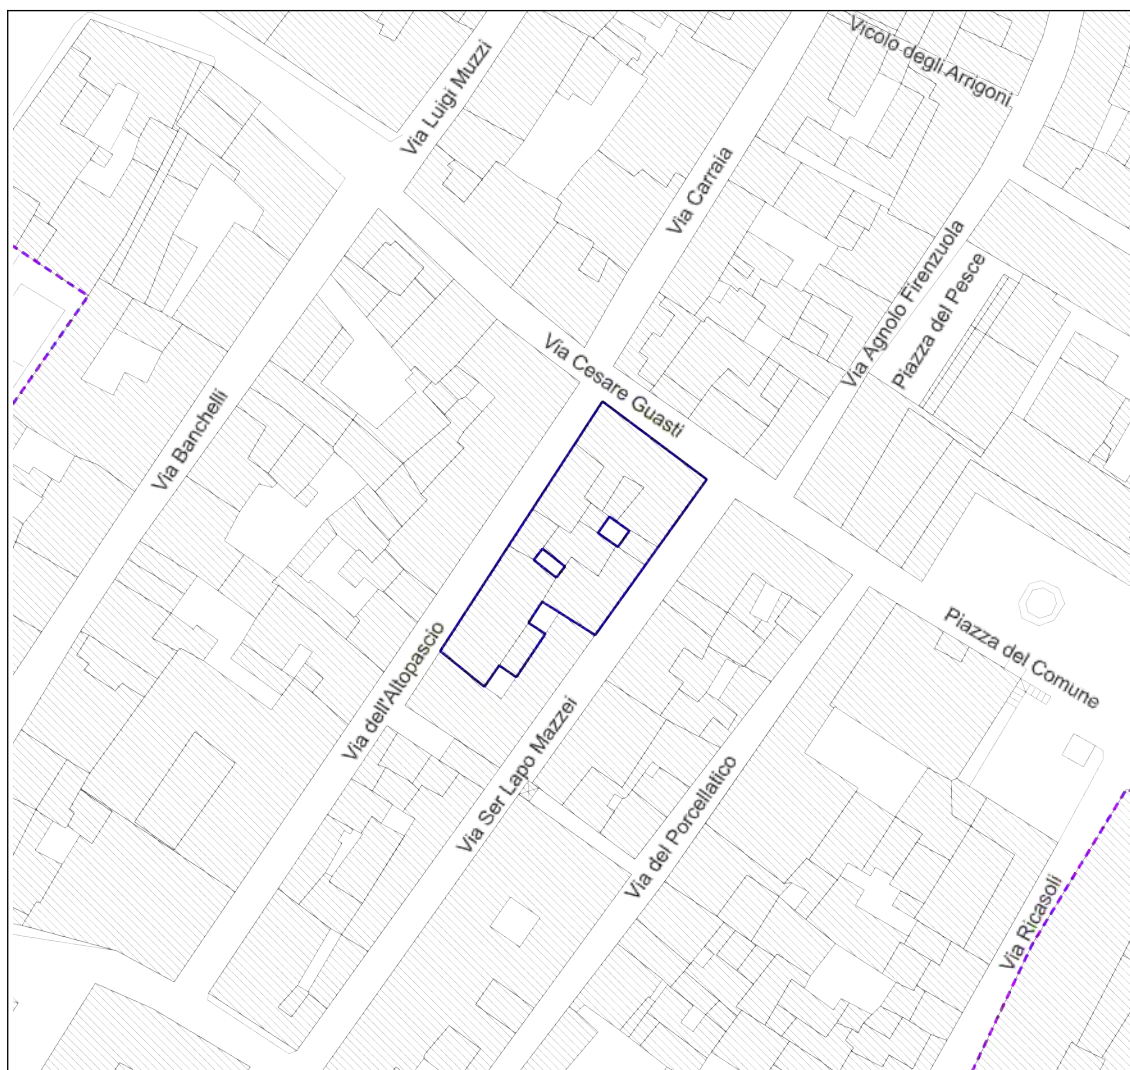 Vicolo degli Arrigoni
Via Luigi Muzzi
Via Carraia
Via Agnolo Firenzuola
Piazza del Pesce
Via Cesare Guasti
Via Banchelli
Via dell'Altopascio
Piazza del Comune
Via Ser Lapo Mazzei
Via del Porcellatico
Via Ricasoli